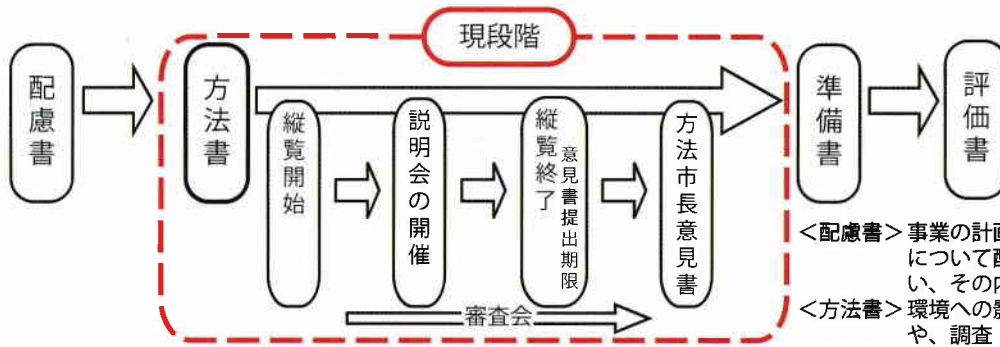 現段階
配慮書
方法書
縦覧開始
説明会の開催
縦覧終了
意見書提出期限
方法市長意見書
審査会
準備書
評価書
＜配慮書＞事業の計画
について配
い、その内
＜方法書＞環境への影
や、調査